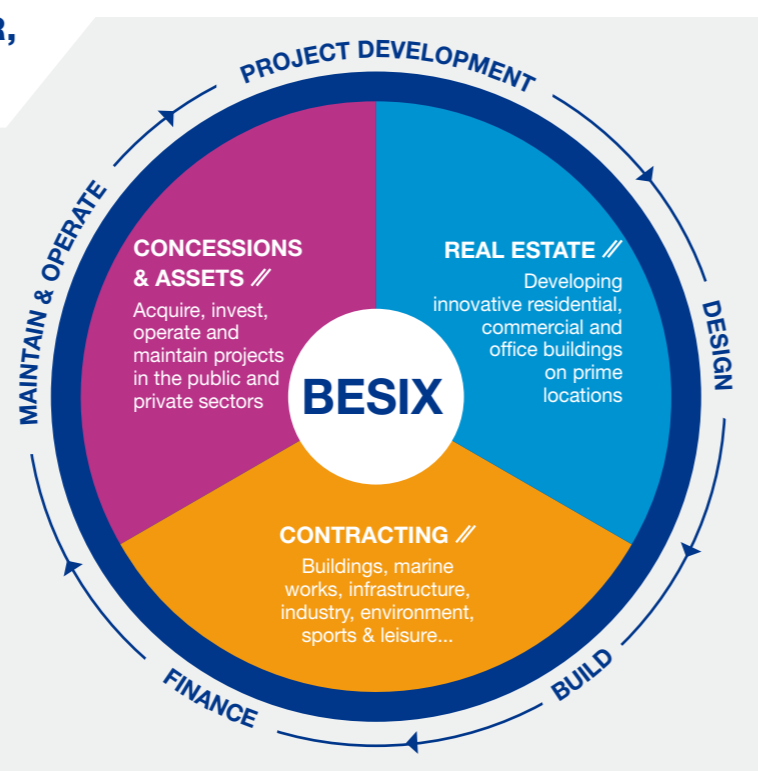 R,
PROJECT DEVELOPMENT
MAINTAIN & OPERATE
CONCESSIONS
& ASSETS //
Acquire, invest,
operate and
maintain projects
in the public and
private sectors
REAL ESTATE //
Developing
innovative residential,
commercial and
office buildings
on prime
locations
DESIGN
BESIX
CONTRACTING //
Buildings, marine
works, infrastructure,
industry, environment,
sports & leisure...
FINANCE
BUILD